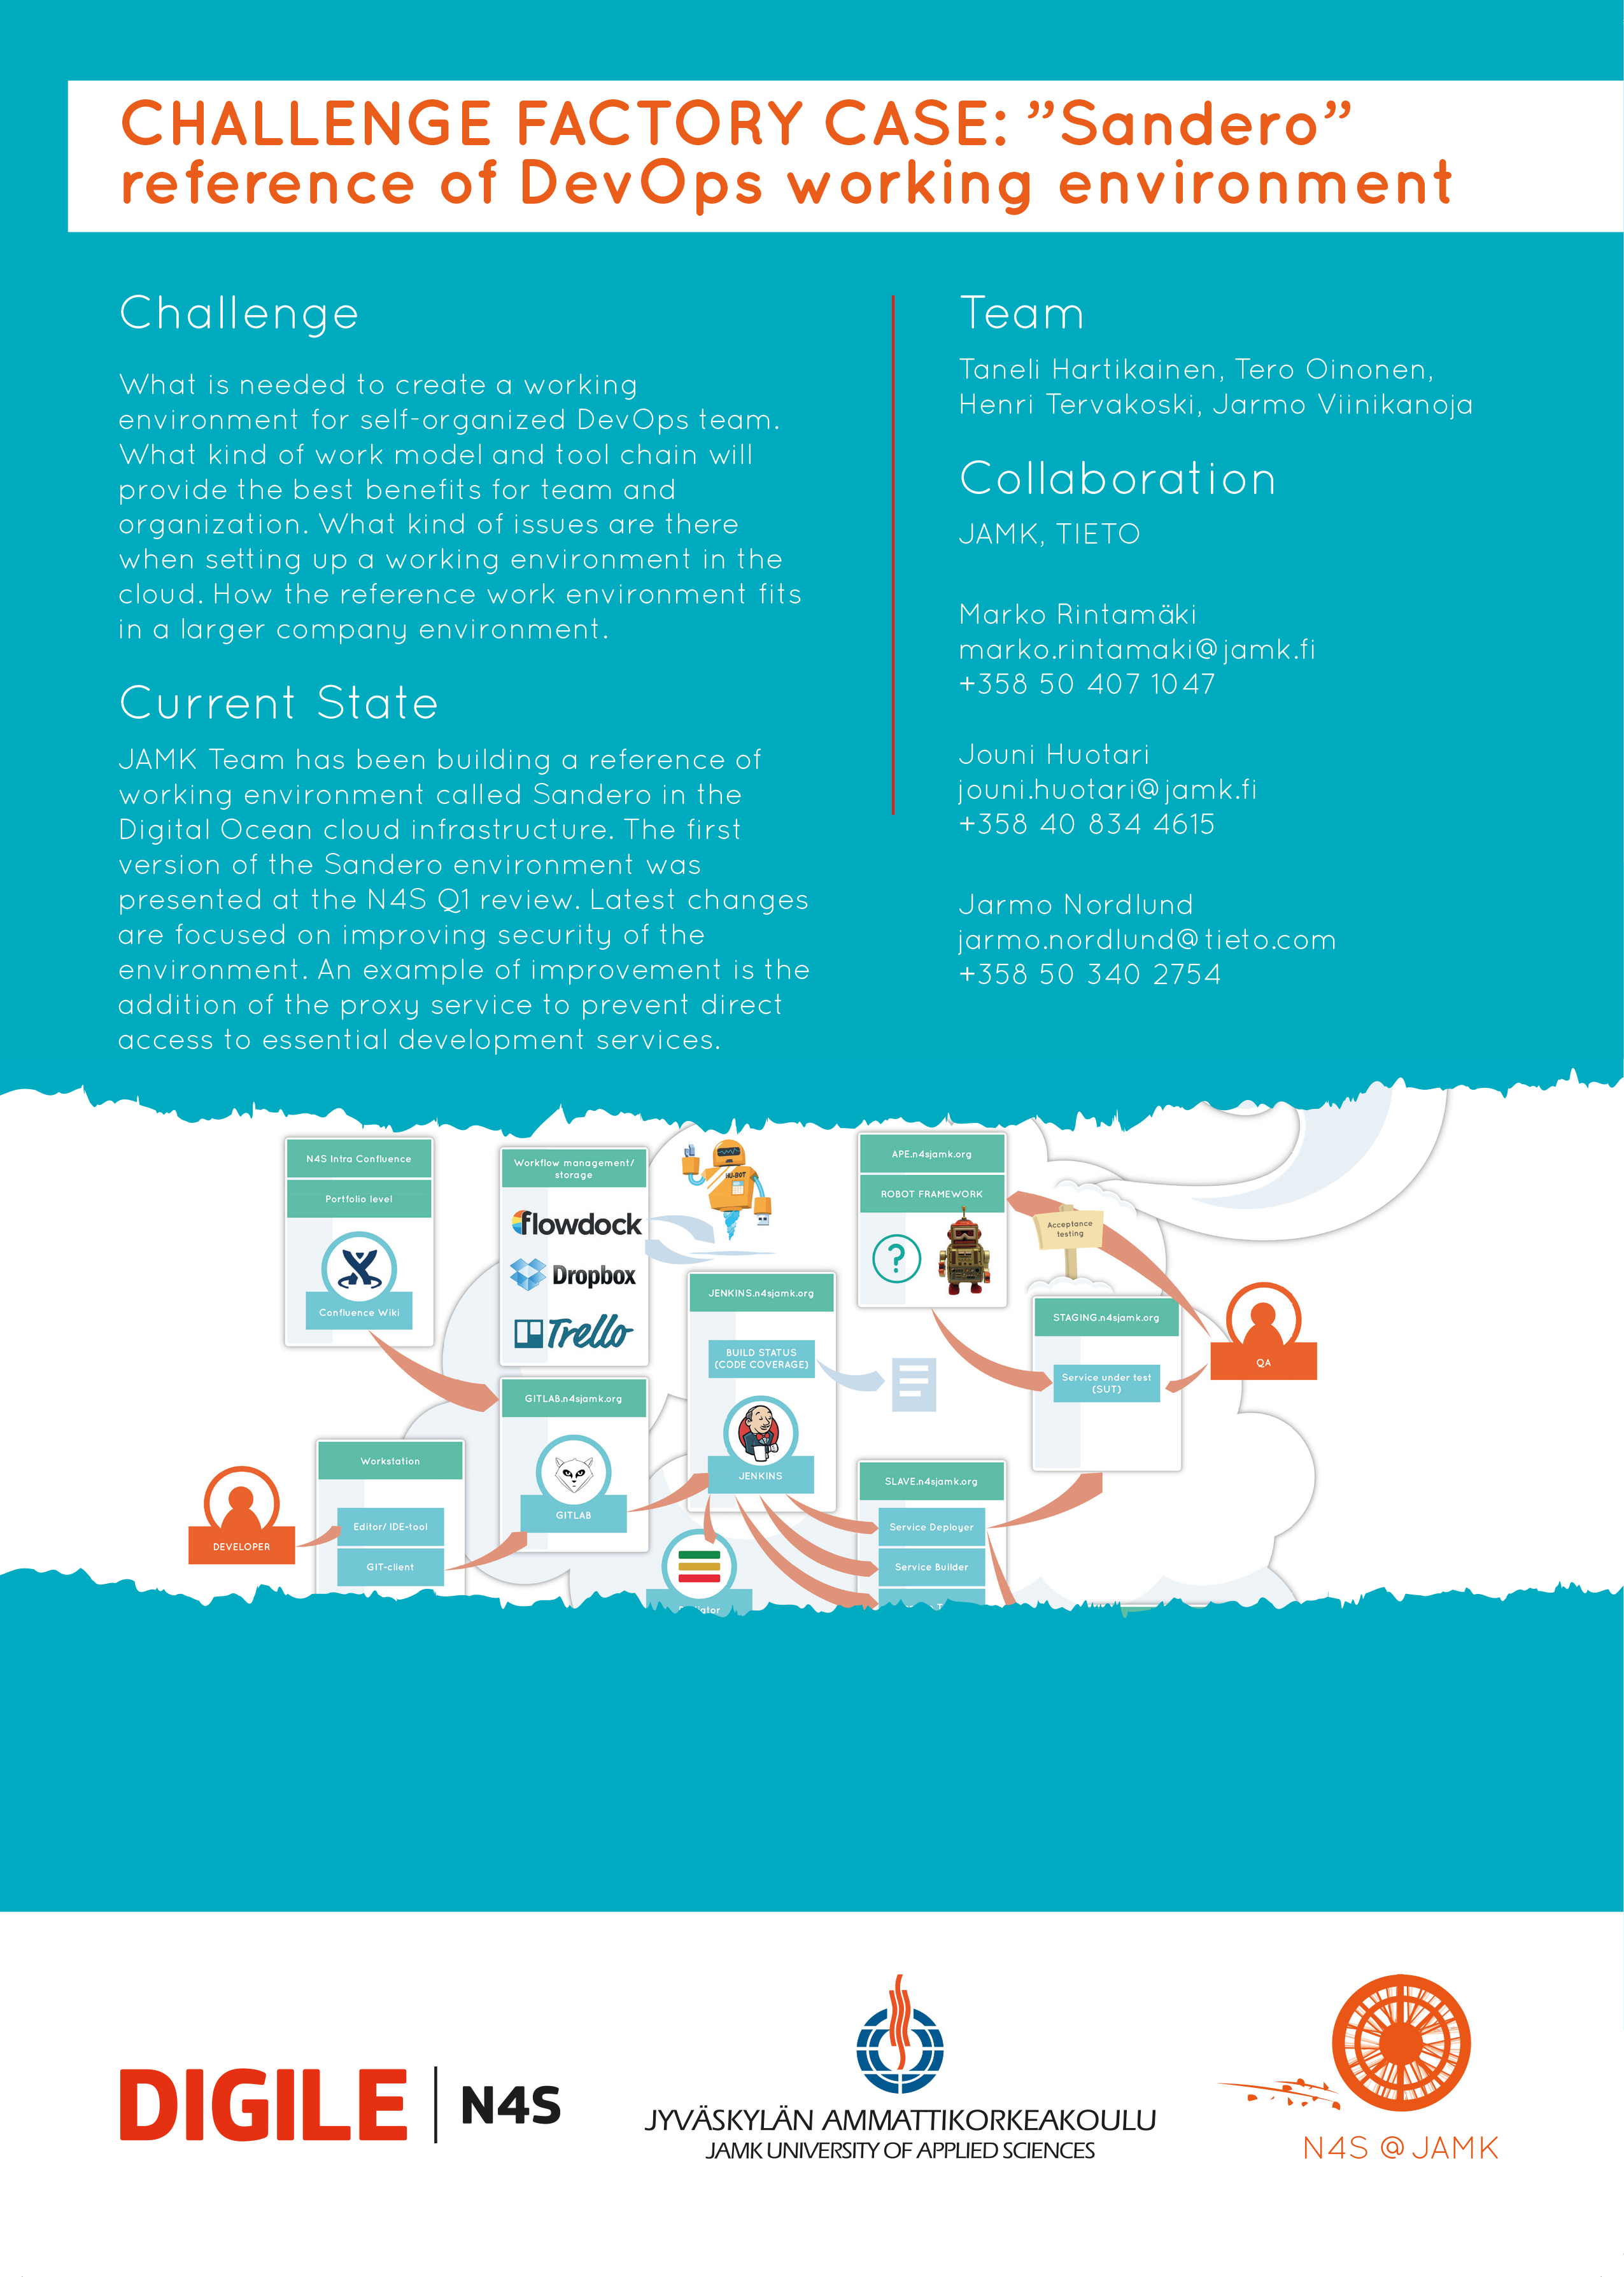 CHALLENGE FACTORY CASE: ”Sandero”
reference of DevOps working environment
Challenge
What is needed to create a working
environment for self-organized DevOps team.
What kind of work model and tool chain will
provide the best benefits for team and
organization. What kind of issues are there
when setting up a working environment in the
cloud. How the reference work environment fits
in a larger company environment.
Current State
JAMK Team has been building a reference of
working environment called Sandero in the
Digital Ocean cloud infrastructure. The first
version of the Sandero environment was
presented at the N4S Q1 review. Latest changes
are focused on improving security of the
environment. An example of improvement is the
addition of the proxy service to prevent direct
access to essential development services.
Team
Taneli Hartikainen, Tero Oinonen,
Henri Tervakoski, Jarmo Viinikanoja
Collaboration
JAMK, TIETO
Marko Rintamäki
marko.rintamaki@jamk.fi
+358 50 407 1047
Jouni Huotari
jouni.huotari@jamk.fi
+358 40 834 4615
Jarmo Nordlund
jarmo.nordlund@tieto.com
+358 50 340 2754
N4S Intra Confluence
Portfolio level
Confluence Wiki
Workflow management/
storage
flowdock
Dropbox
Trello
HU-BOT
APE.n4sjamk.org
ROBOT FRAMEWORK
?
Acceptance
testing
JENKINS.n4sjamk.org
BUILD STATUS
(CODE COVERAGE)
JENKINS
STAGING.n4sjamk.org
Service under test
(SUT)
QA
GITLAB.n4sjamk.org
GITLAB
Workstation
Editor/ IDE-tool
GIT-client
DEVELOPER
SLAVE.n4sjamk.org
Service Deployer
Service Builder
DIGILE | N4S
JYVÄSKYLÄN AMMATTIKORKEAKOULU
JAMK UNIVERSITY OF APPLIED SCIENCES
N4S @ JAMK